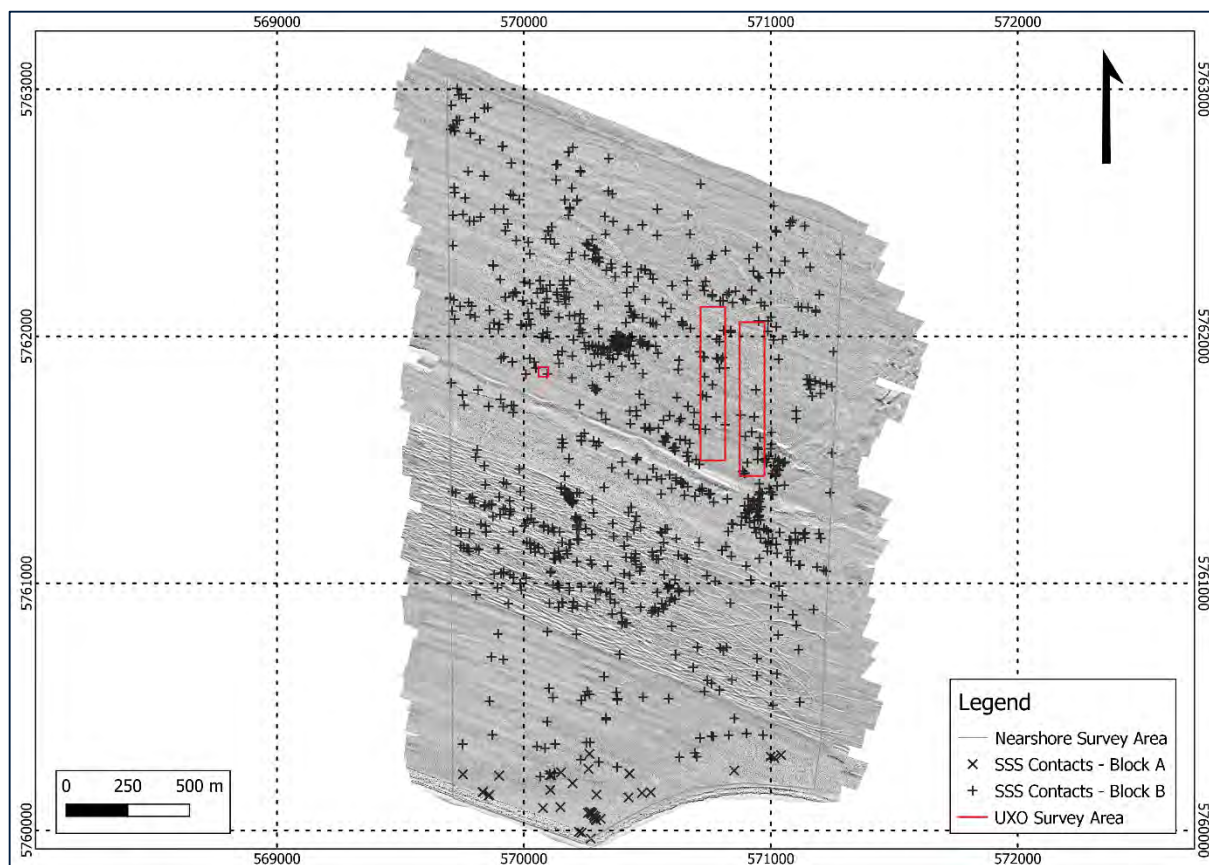 569000 570000 571000 572000
5763000 5763000
5762000 5762000
5761000 5761000
5760000 5760000
Legend
Nearshore Survey Area
SSS Contacts - Block A
SSS Contacts - Block B
UXO Survey Area
0 250 500 m
569000 570000 571000 572000